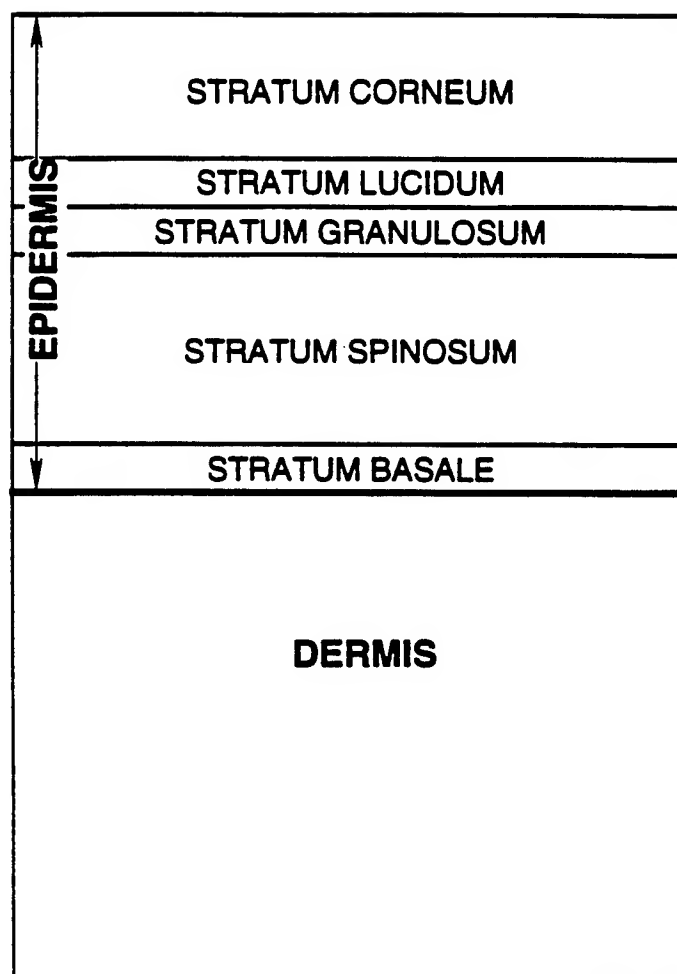 STRATUM CORNEUM
STRATUM LUCIDUM
STRATUM GRANULOSUM
EPIDERMIS
STRATUM SPINOSUM
STRATUM BASALE
DERMIS